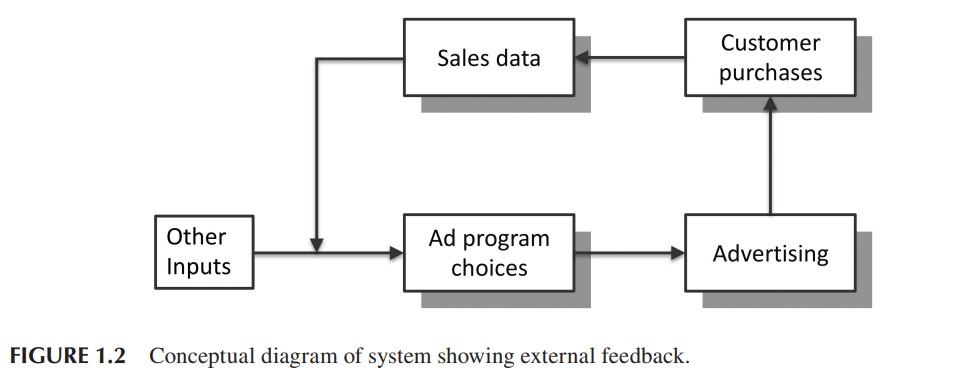 Sales data
Customer
purchases
Other
Inputs
Ad program
choices
Advertising
FIGURE 1.2 Conceptual diagram of system showing external feedback.